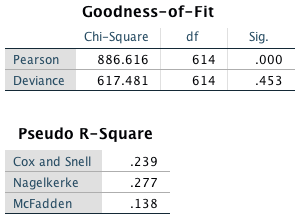 Goodness-of-Fit
Chi-Square df Sig.
Pearson 886.616 614 .000
Deviance 617.481 614 .453
Pseudo R-Square
Cox and Snell .239
Nagelkerke .277
McFadden .138